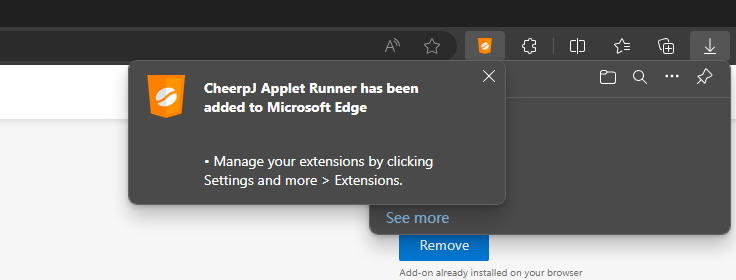 CheerpJ Applet Runner has been
added to Microsoft Edge
• Manage your extensions by clicking
Settings and more > Extensions.
See more
Remove
Add-on already installed on your browser